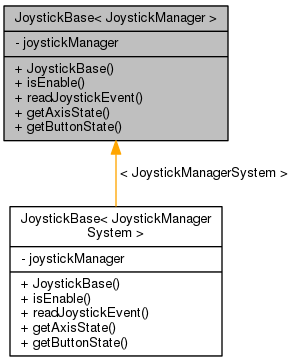 JoystickBase< JoystickManager >
- joystickManager
+ JoystickBase()
+ isEnable()
+ readJoystickEvent()
+ getAxisState()
+ getButtonState()
< JoystickManagerSystem >
JoystickBase< JoystickManager
System >
- joystickManager
+ JoystickBase()
+ isEnable()
+ readJoystickEvent()
+ getAxisState()
+ getButtonState()